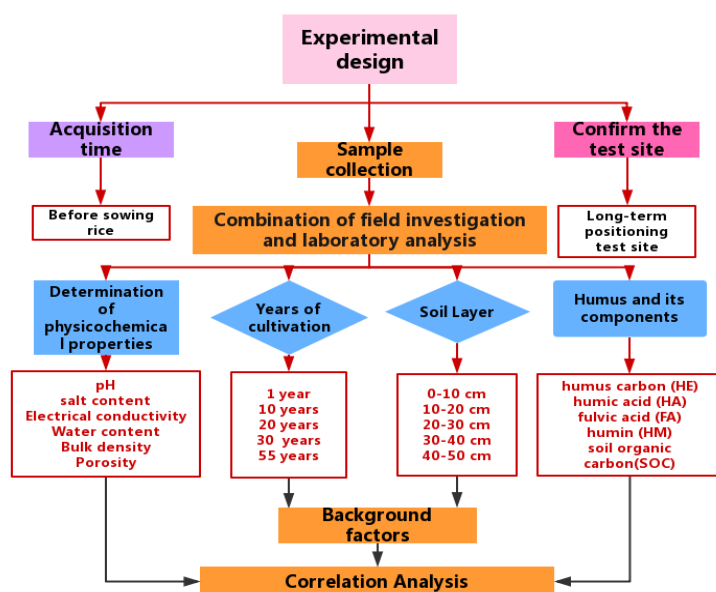 Experimental
design
Acquisition
time
Sample
collection
Confirm the
test site
Before sowing
rice
Combination of field investigation
and laboratory analysis
Long-term
positioning
test site
Determination
of
physicochemica
l properties
Years of
cultivation
Soil Layer
Humus and its
components
pH
salt content
Electrical conductivity
Water content
Bulk density
Porosity
1 year
10 years
20 years
30 years
55 years
0-10 cm
10-20 cm
20-30 cm
30-40 cm
40-50 cm
humus carbon (HE)
humic acid (HA)
fulvic acid (FA)
humin (HM)
soil organic
carbon(SOC)
Background
factors
Correlation Analysis